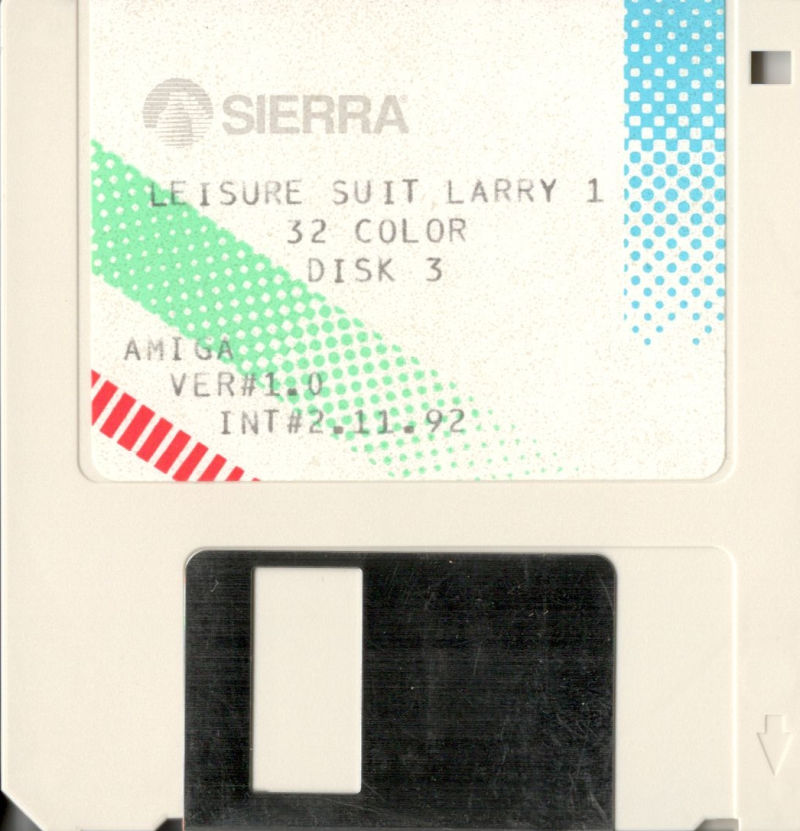 SIERRA
LEISURE SUIT LARRY 1
32 COLOR
DISK 3
AMIGA
VER#1.0
INT#2.11.92